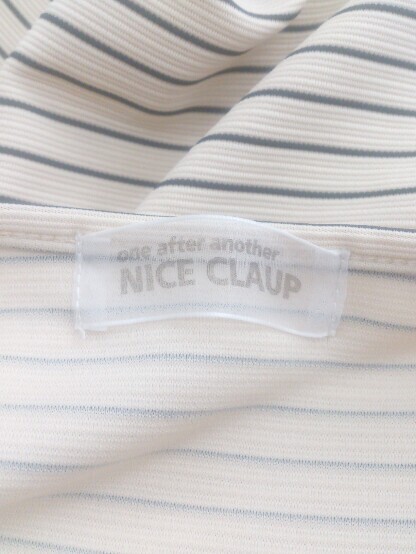 one after another
NICE CLAUP